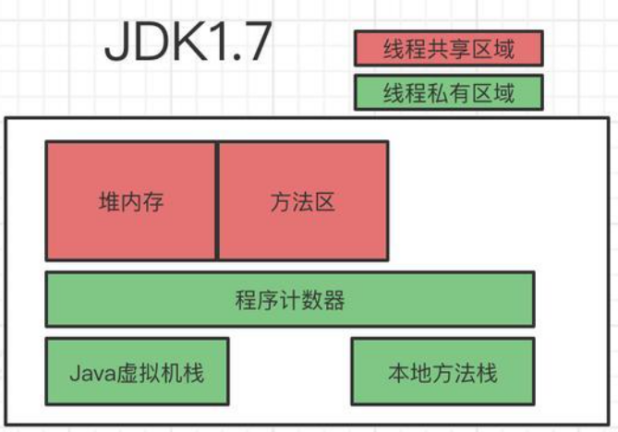 JDK1.7
线程共享区域
线程私有区域
堆内存
方法区
程序计数器
Java虚拟机栈
本地方法栈